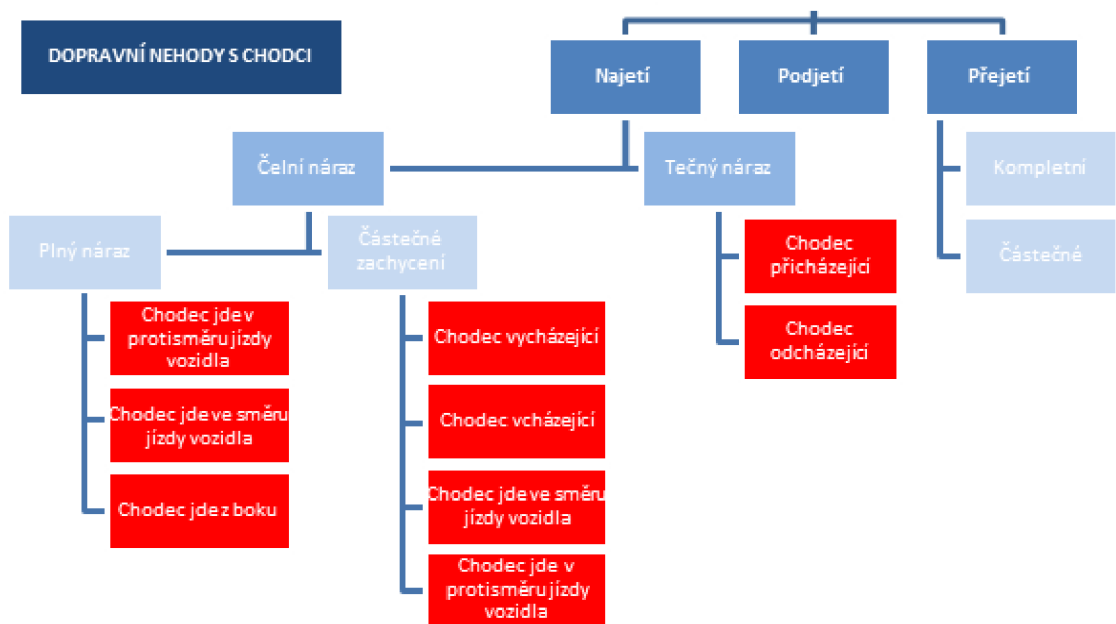 DOPRAVNÍ NEHODY S CHODCI
Najetí
Podjetí
Přejetí
Čelní náraz
Tečný náraz
Kompletní
Plný náraz
Částečné
zachycení
Chodec
přicházející
Částečné
Chodec jde v
protisměru jízdy
vozidla
Chodec vycházející
Chodec
odcházející
Chodec jde ve směru
jízdy vozidla
Chodec vcházející
Chodec jde z boku
Chodec jde ve směru
jízdy vozidla
Chodec jde v
protisměru jízdy
vozidla